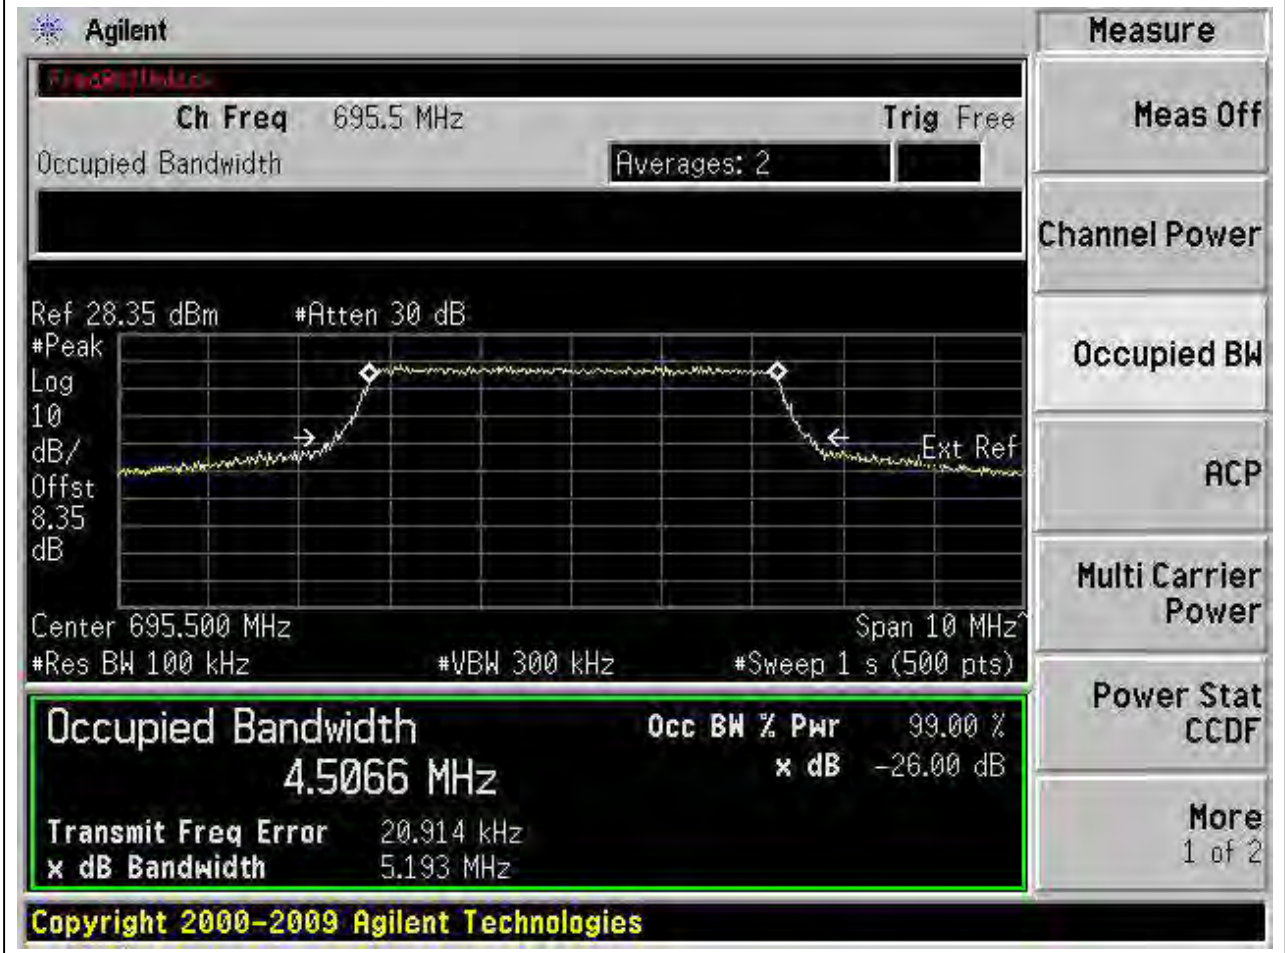 Agilent
Measure
Ch Freq 695.5 MHz Trig Free
Occupied Bandwidth Averages: 2
Meas Off
Channel Power
Occupied BW
ACP
Multi Carrier
Power
Power Stat
CCDF
More
1 of 2
Ref 28.35 dBm #Atten 30 dB
#Peak
Log
10
dB/
Offst
8.35
dB
Ext Ref
Center 695.500 MHz Span 10 MHz^
#Res BW 100 kHz #VBW 300 kHz #Sweep 1 s (500 pts)
Occupied Bandwidth
4.5066 MHz
Occ BW % Pwr 99.00 %
x dB -26.00 dB
Transmit Freq Error 20.914 kHz
x dB Bandwidth 5.193 MHz
Copyright 2000-2009 Agilent Technologies